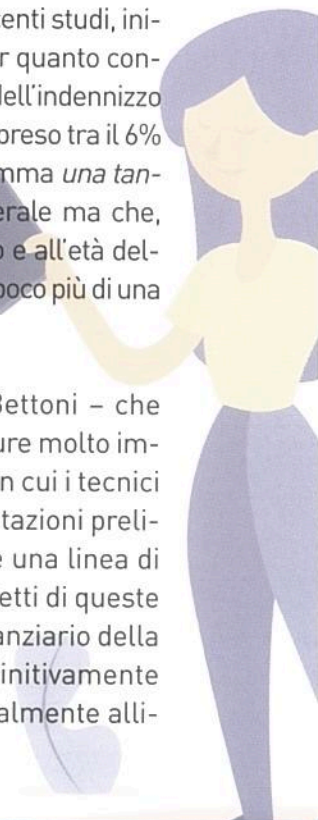 enti studi, ini-
r quanto con-
dell'indennizzo
preso tra il 6%
mma una tan-
erale ma che,
o e all'età del-
poco più di una
Bettoni – che
ure molto im-
n cui i tecnici
tazioni preli-
e una linea di
etti di queste
anziario della
initivamente
almente alli-